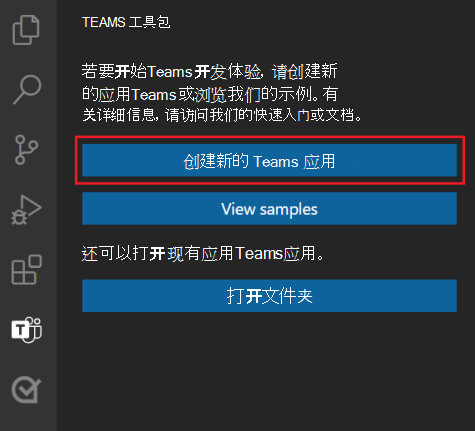 TEAMS 工具包
若要开始Teams开发体验, 请创建新
的应用Teams或浏览我们的示例。有
关详细信息, 请访问我们的快速入门或文档。
创建新的 Teams 应用
View samples
还可以打开现有应用Teams应用。
打开文件夹
T